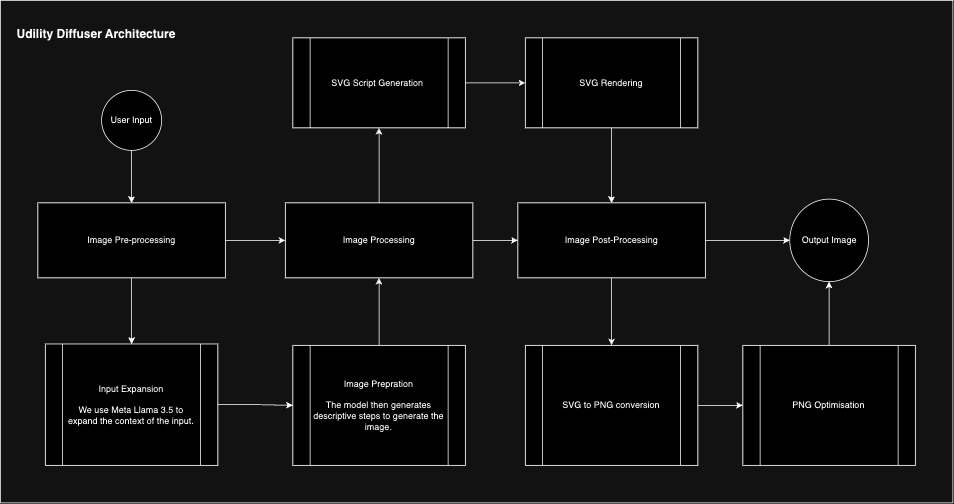 Udility Diffuser Architecture
SVG Script Generation
SVG Rendering
User Input
Image Pre-processing
Image Processing
Image Post-Processing
Output Image
Input Expansion
We use Meta Llama 3.5 to
expand the context of the input.
Image Prepration
The model then generates
descriptive steps to generate the
image.
SVG to PNG conversion
PNG Optimisation